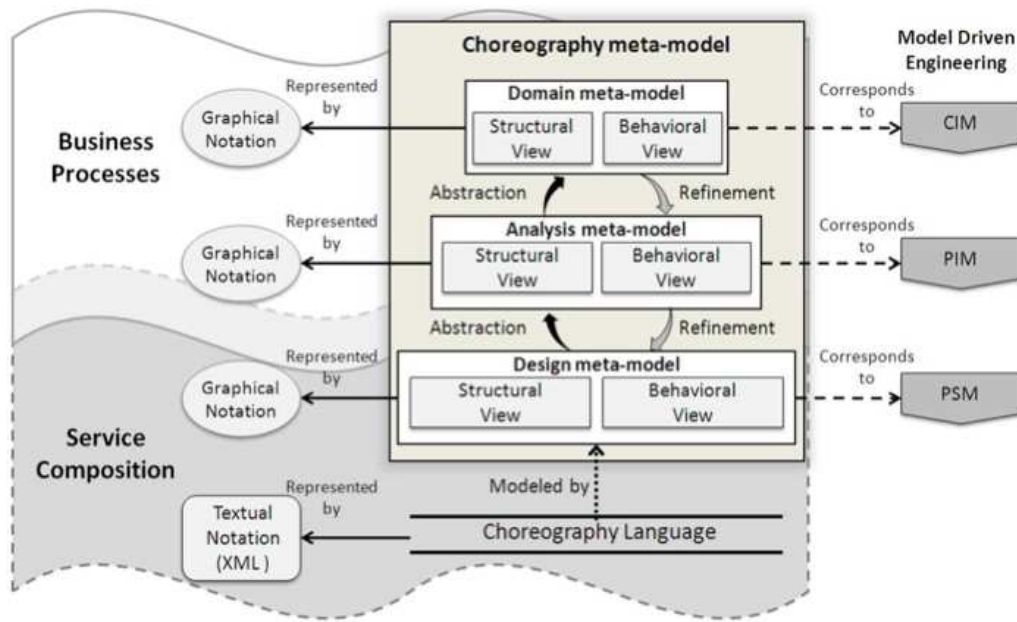 Choreography meta-model
Model Driven
Engineering
Represented
by
Domain meta-model
Corresponds
to
Graphical
Notation
Structural
View
Behavioral
View
CIM
Business
Processes
Abstraction
Refinement
Represented
by
Analysis meta-model
Corresponds
to
Graphical
Notation
Structural
View
Behavioral
View
PIM
Abstraction
Refinement
Represented
by
Design meta-model
Corresponds
to
Graphical
Notation
Structural
View
Behavioral
View
PSM
Service
Composition
Represented
by
Modeled by
Textual
Notation
(XML )
Choreography Language